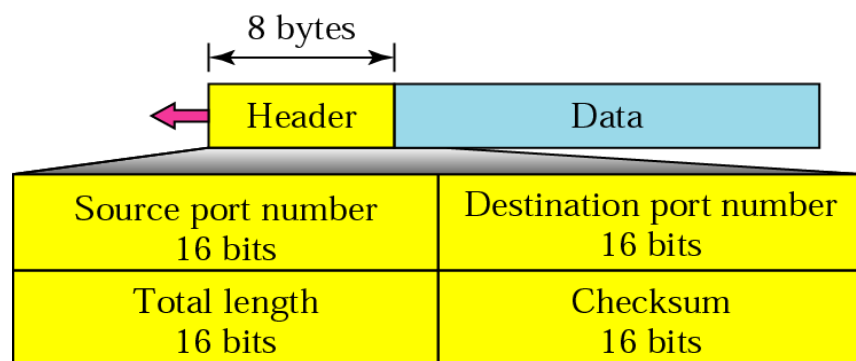 8 bytes
Header
Data
Source port number
16 bits
Destination port number
16 bits
Total length
16 bits
Checksum
16 bits